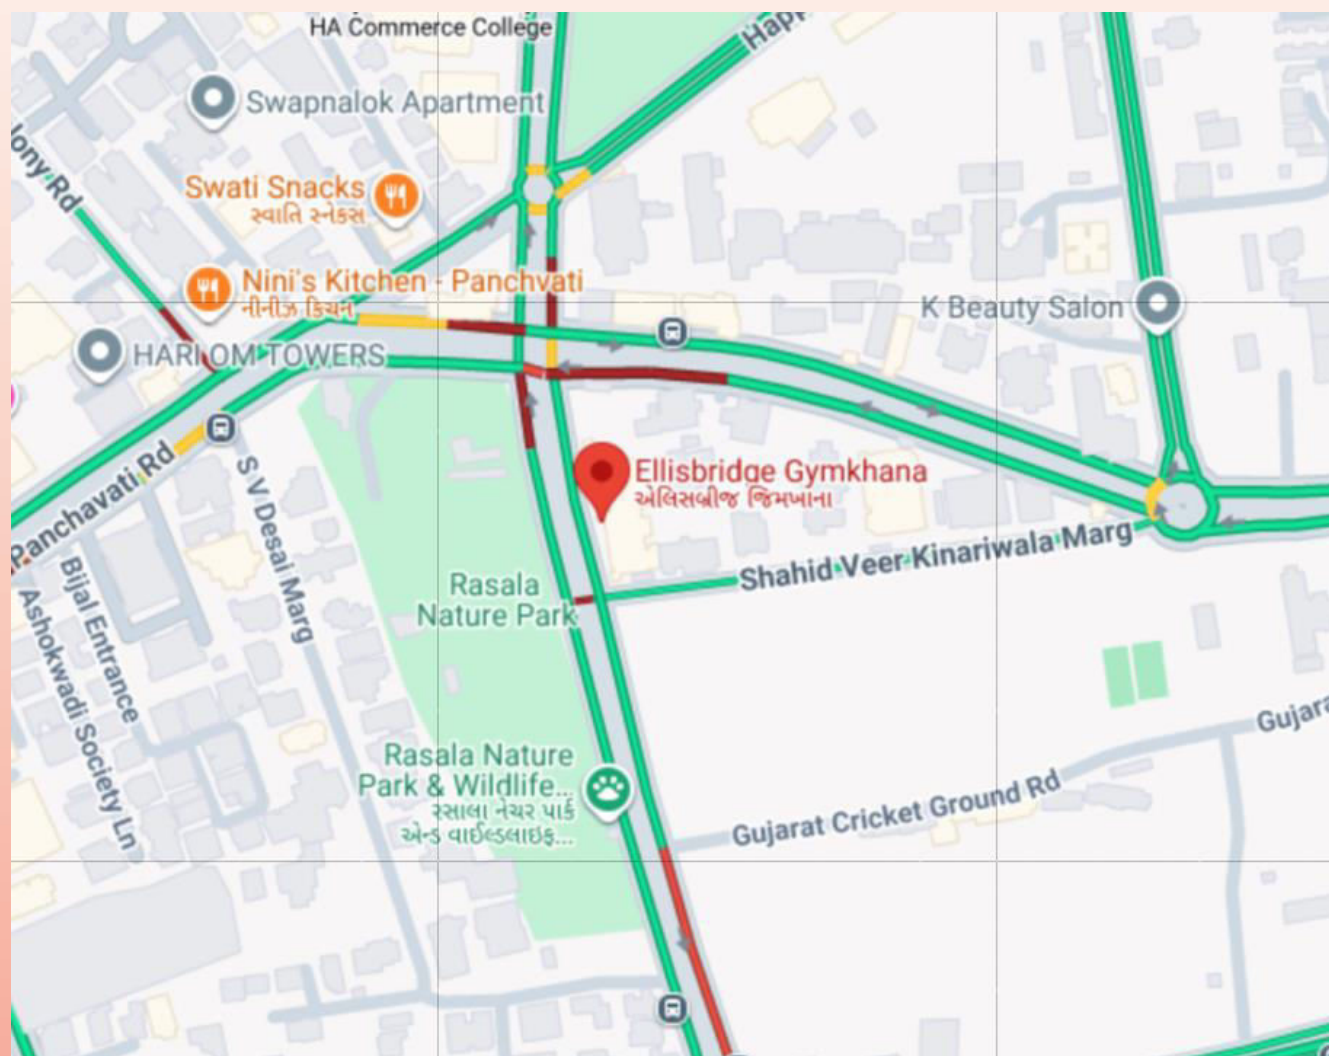 HA Commerce College
Swapnalok Apartment
Swati Snacks
સ્વાતિ સ્નેકસ
Nini's Kitchen - Panchvati
નીનીઝ કિચન
HARI OM TOWERS
K Beauty Salon
Panchavati Rd
S V Desai Marg
Ellisbridge Gymkhana
એલિસબ્રીજ જિમખાના
Shahid Veer Kinariwala Marg
Rasala
Nature Park
Bijal Entrance
Ashokwadi Society Ln
Rasala Nature
Park & Wildlife...
રસાલા નેચર પાર્ક
એન્ડ વાઈલ્ડલાઇફ...
Gujarat Cricket Ground Rd